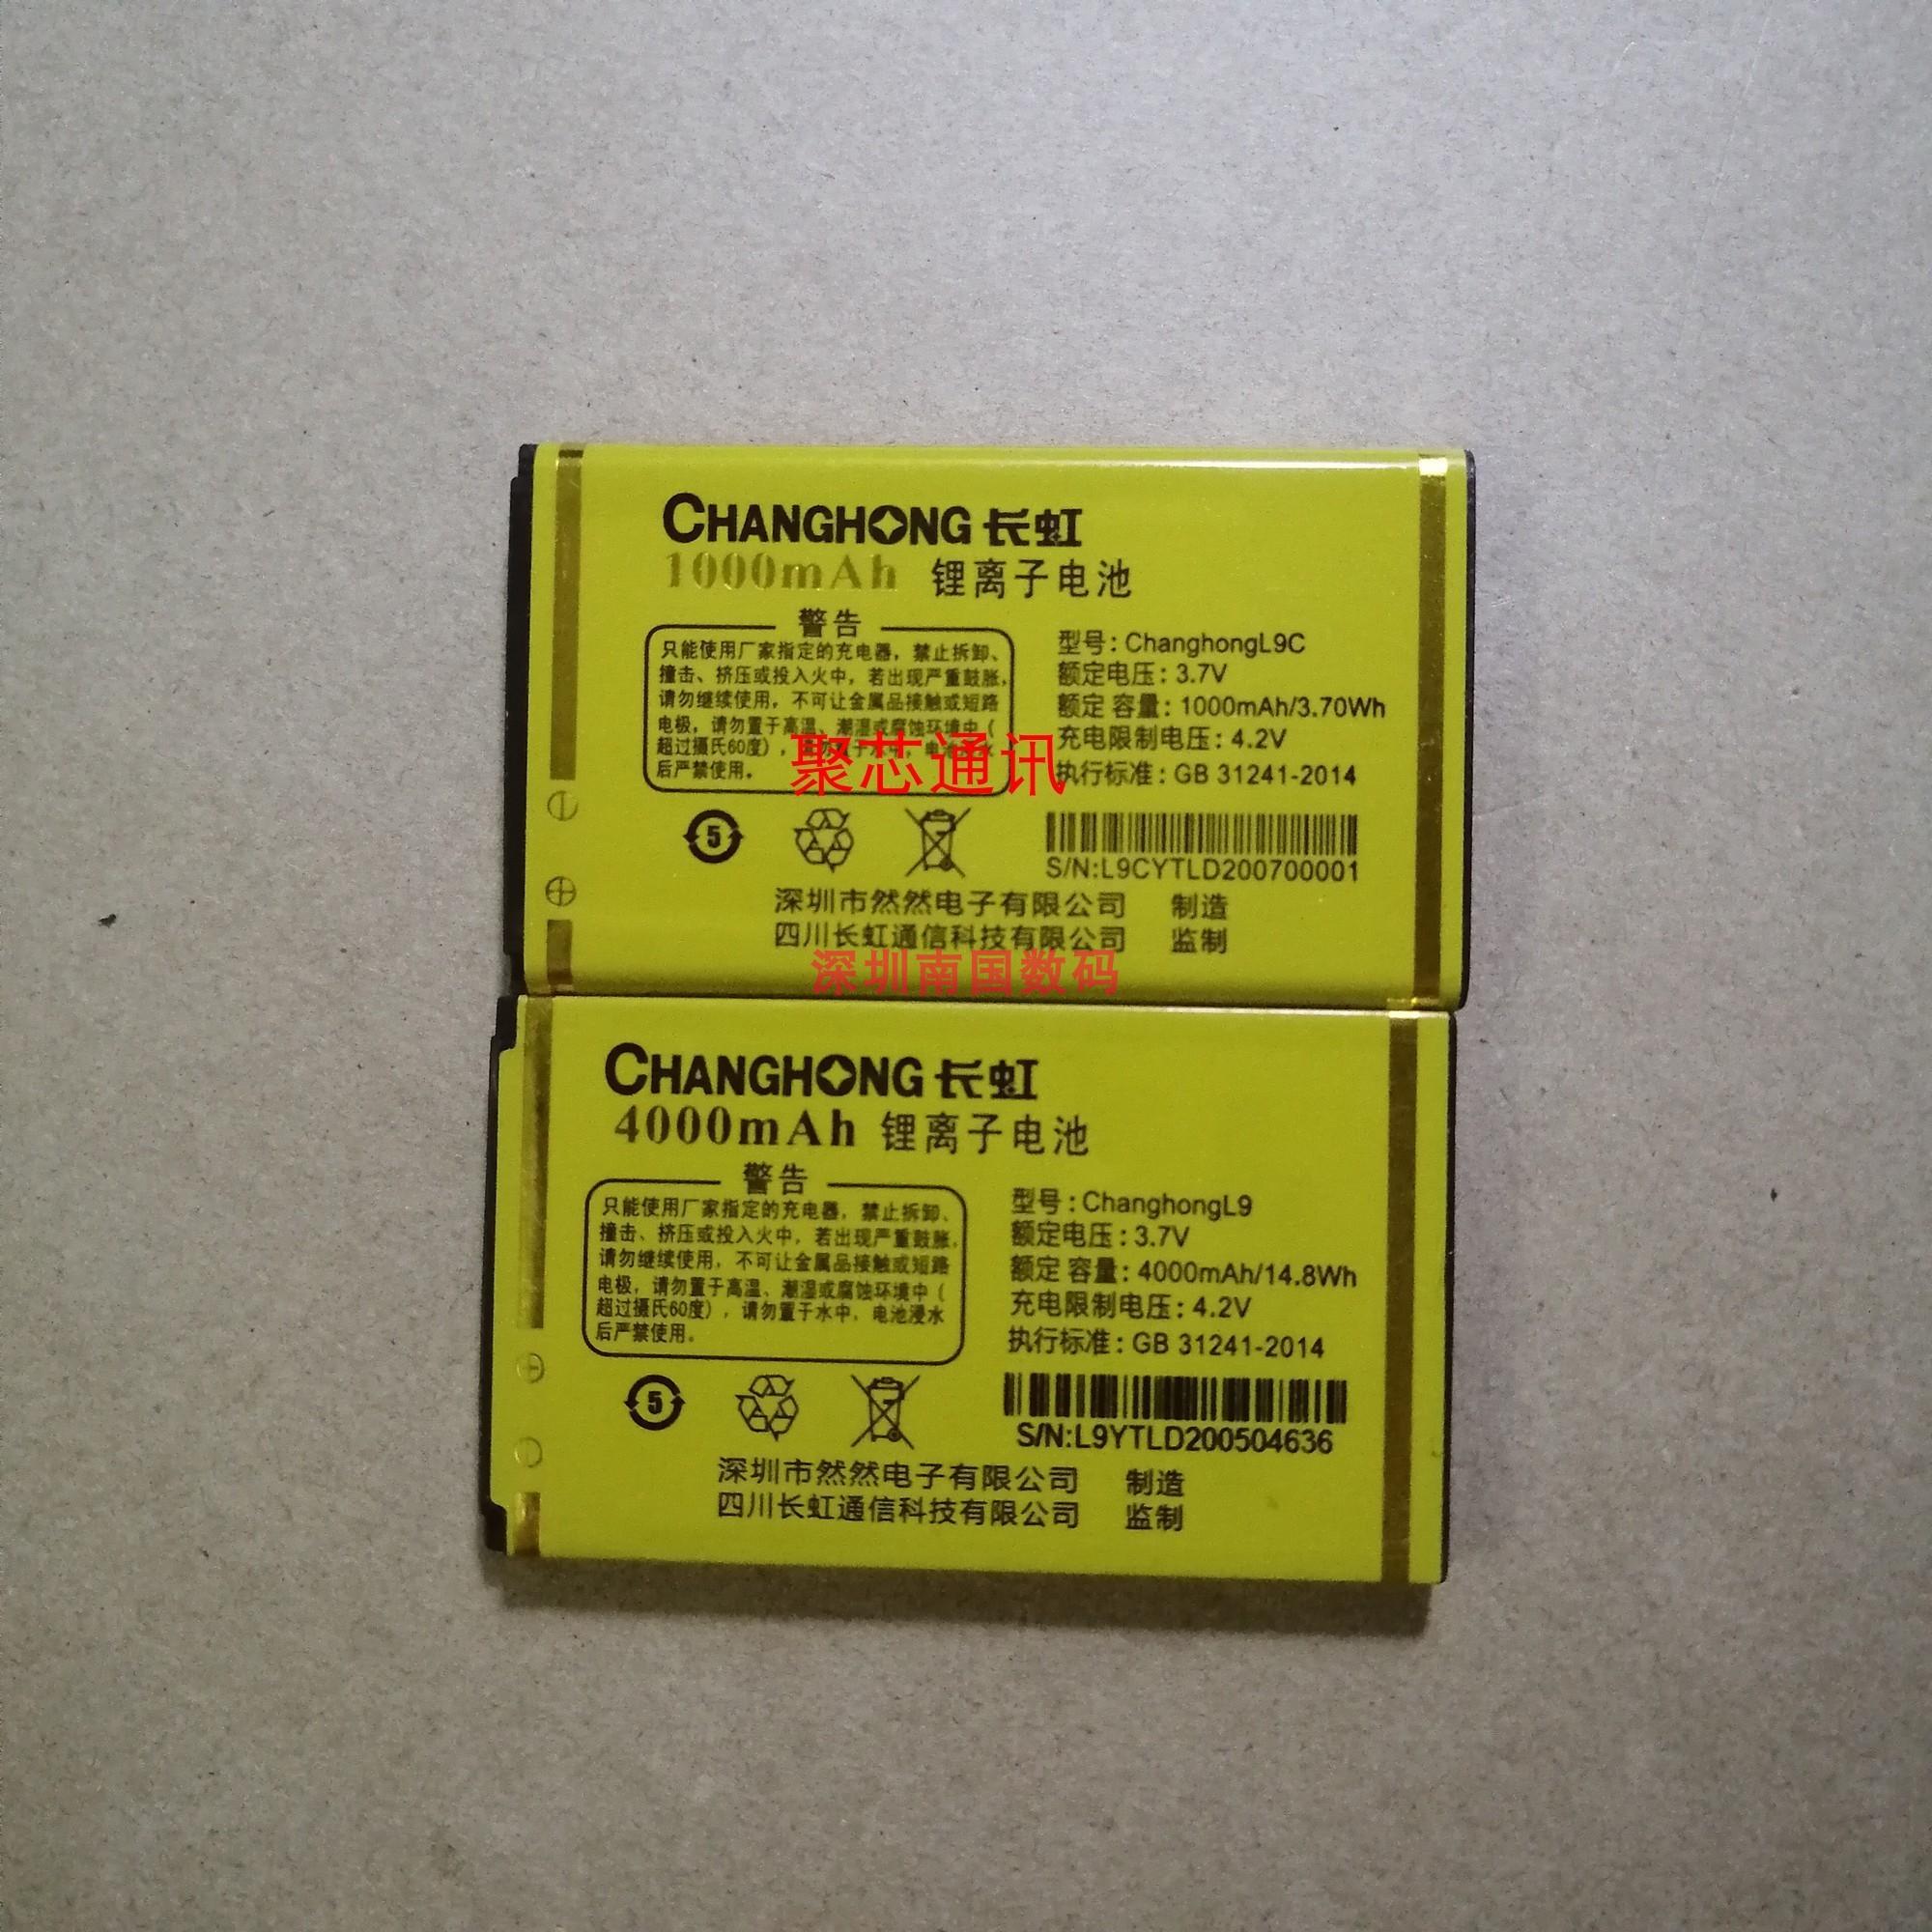 CHANGHONG 长虹
1000mAh 锂离子电池
警告
只能使用厂家指定的充电器，禁止拆卸、
撞击、挤压或投入火中，若出现严重鼓胀，
请勿继续使用，不可让金属品接触或短路
电极，请勿置于高温、潮湿或腐蚀环境中（
超过摄氏60度），请勿置于水中，电池浸水
后严禁使用。
型号：ChanghongL9C
额定电压：3.7V
额定 容量：1000mAh/3.70Wh
充电限制电压：4.2V
执行标准：GB 31241-2014
聚芯通讯
5
S/N:L9CYTLD200700001
深圳市然然电子有限公司 制造
四川长虹通信科技有限公司 监制
深圳南国数码
CHANGHONG 长虹
4000mAh 锂离子电池
警告
只能使用厂家指定的充电器，禁止拆卸、
撞击、挤压或投入火中，若出现严重鼓胀，
请勿继续使用，不可让金属品接触或短路
电极，请勿置于高温、潮湿或腐蚀环境中（
超过摄氏60度），请勿置于水中，电池浸水
后严禁使用。
型号：ChanghongL9
额定电压：3.7V
额定 容量：4000mAh/14.8Wh
充电限制电压：4.2V
执行标准：GB 31241-2014
5
S/N:L9YTLD200504636
深圳市然然电子有限公司 制造
四川长虹通信科技有限公司 监制